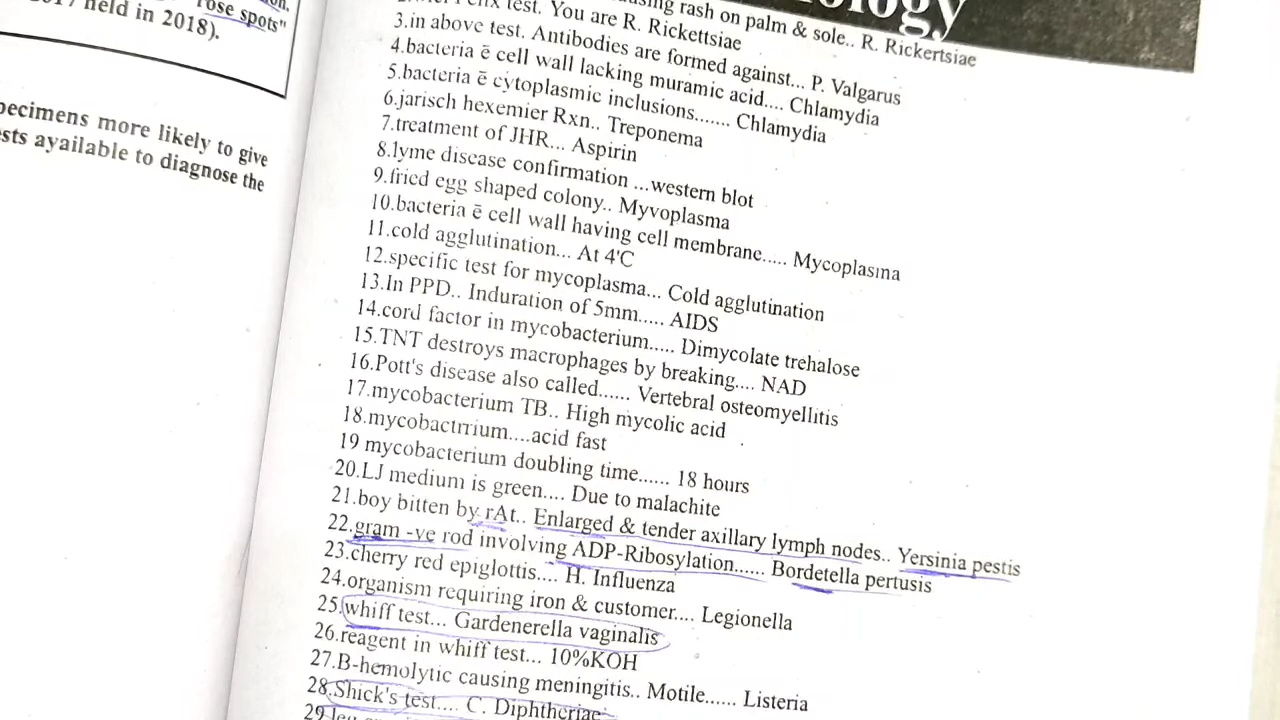 rose spots"
held in 2018).
pecimens more likely to give
sts ayailable to diagnose the
ology
rash on palm & sole.. R. Rickertsiae
test. You are R. Rickettsiae
3.in above test. Antibodies are formed against... P. Valgarus
4.bacteria ē cell wall lacking muramic acid.... Chlamydia
5.bacteria ē cytoplasmic inclusions....... Chlamydia
6.jarisch hexemier Rxn.. Treponema
7.treatment of JHR... Aspirin
8.lyme disease confirmation ...western blot
9.fried egg shaped colony.. Myvoplasma
10.bacteria ē cell wall having cell membrane..... Mycoplasma
11.cold agglutination... At 4'C
12.specific test for mycoplasma... Cold agglutination
13.In PPD.. Induration of 5mm..... AIDS
14.cord factor in mycobacterium..... Dimycolate trehalose
15.TNT destroys macrophages by breaking.... NAD
16.Pott's disease also called...... Vertebral osteomyellitis
17.mycobacterium TB.. High mycolic acid
18.mycobactrrium....acid fast
19 mycobacterium doubling time...... 18 hours
20.LJ medium is green.... Due to malachite
21.boy bitten by rAt.. Enlarged & tender axillary lymph nodes.. Yersinia pestis
22.gram -ve rod involving ADP-Ribosylation...... Bordetella pertusis
23.cherry red epiglottis.... H. Influenza
24.organism requiring iron & customer.... Legionella
25.whiff test... Gardenerella vaginalis
26.reagent in whiff test... 10%KOH
27.B-hemolytic causing meningitis.. Motile...... Listeria
28.Shick's test.... C. Diphtheriae